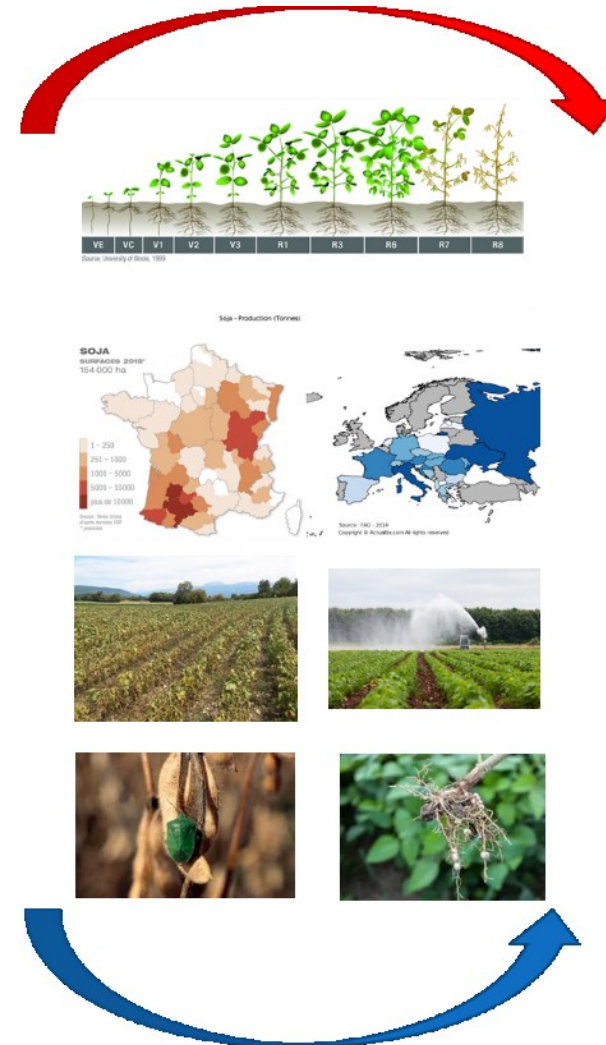 VE VC V1 V2 V3 R1 R3 R6 R7 R8
Source: University of Illinois, 1999
Soja - Production (Tonnes)
SOJA
SURFACES 2018*
154 000 ha
1 – 250
251 – 1000
1001 – 5000
5001 – 10000
plus de 10000
Source : FAO - 2014
Copyright © Actualitix.com All rights reserved